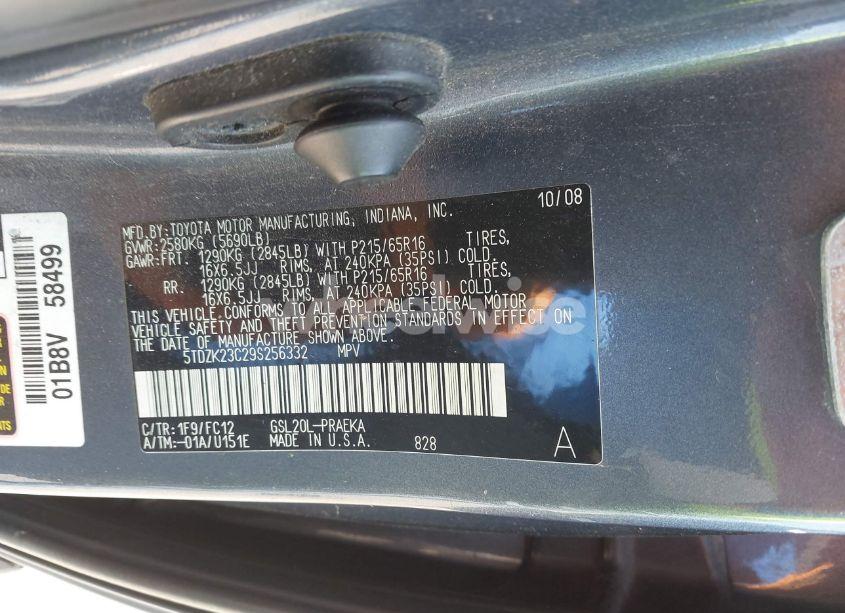 MFD.BY:TOYOTA MOTOR MANUFACTURING, INDIANA, INC. 10/08
GVWR:2580KG (5690LB)
GAWR:FRT. 1290KG (2845LB) WITH P215/65R16 TIRES,
16X6.5JJ RIMS, AT 240KPA (35PSI) COLD.
RR. 1290KG (2845LB) WITH P215/65R16 TIRES,
16X6.5JJ RIMS, AT 240KPA (35PSI) COLD.
THIS VEHICLE CONFORMS TO ALL APPLICABLE FEDERAL MOTOR
VEHICLE SAFETY AND THEFT PREVENTION STANDARDS IN EFFECT ON
THE DATE OF MANUFACTURE SHOWN ABOVE.
5TDZK23C29S256332 MPV
C/TR:1F9/FC12 GSL20L-PRAEKA
A/TM:-01A/U151E MADE IN U.S.A. 828 A
01B8V 58499